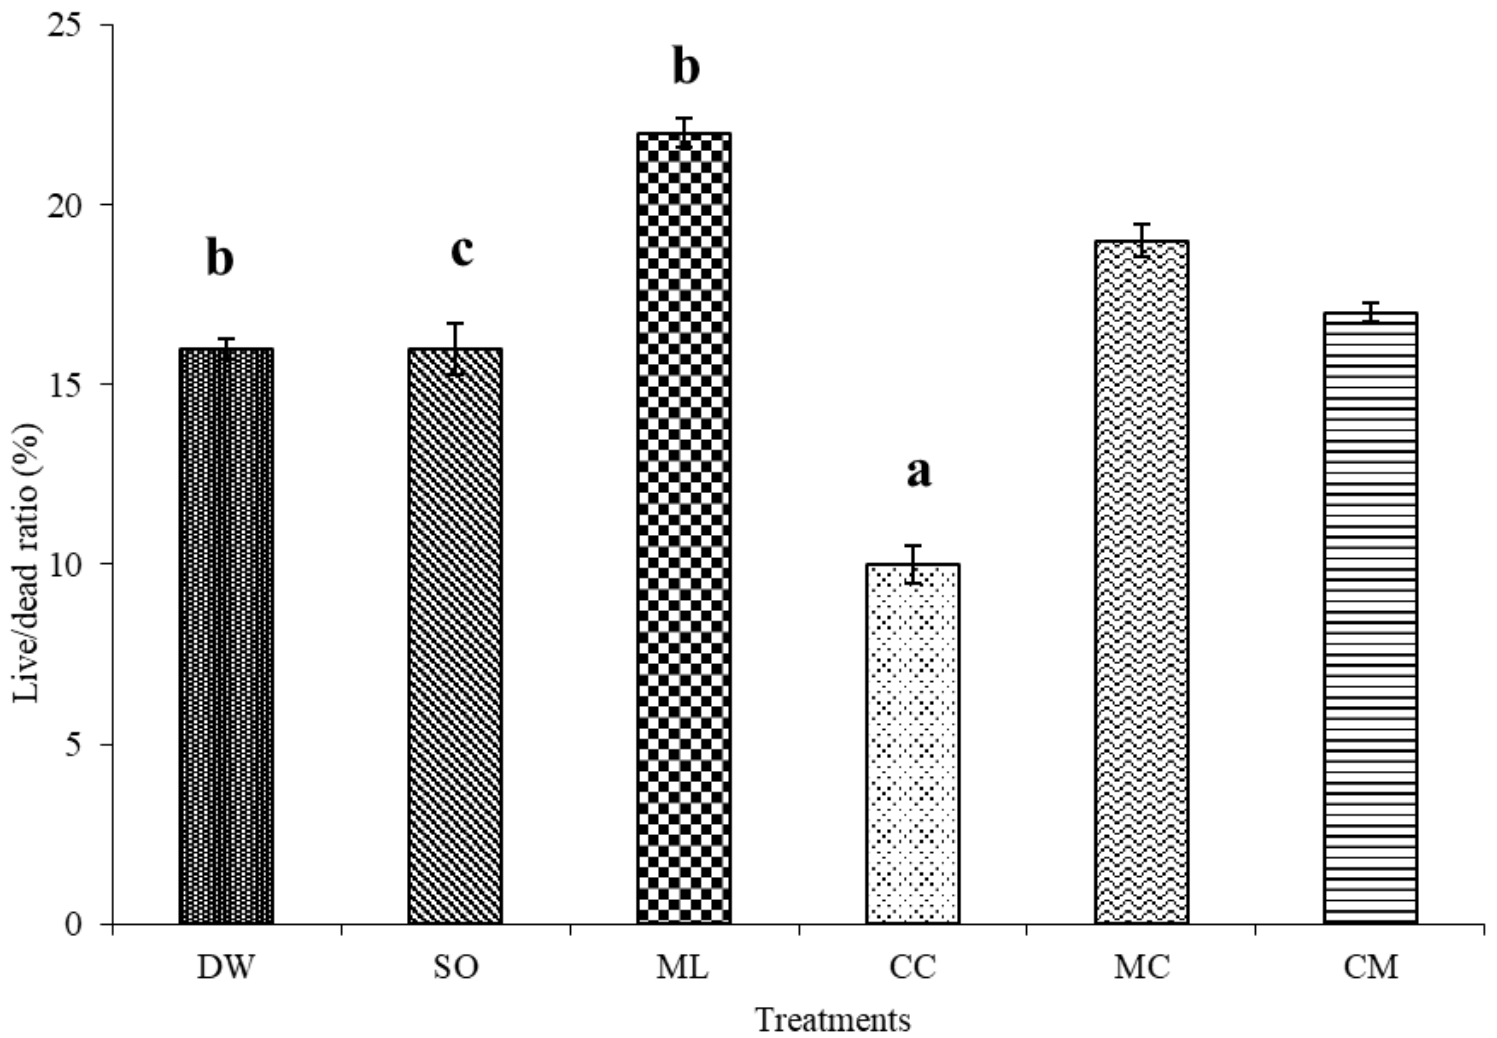 25
20
15
10
5
0
Live/dead ratio (%)
b
c
b
a
DW SO ML CC MC CM
Treatments